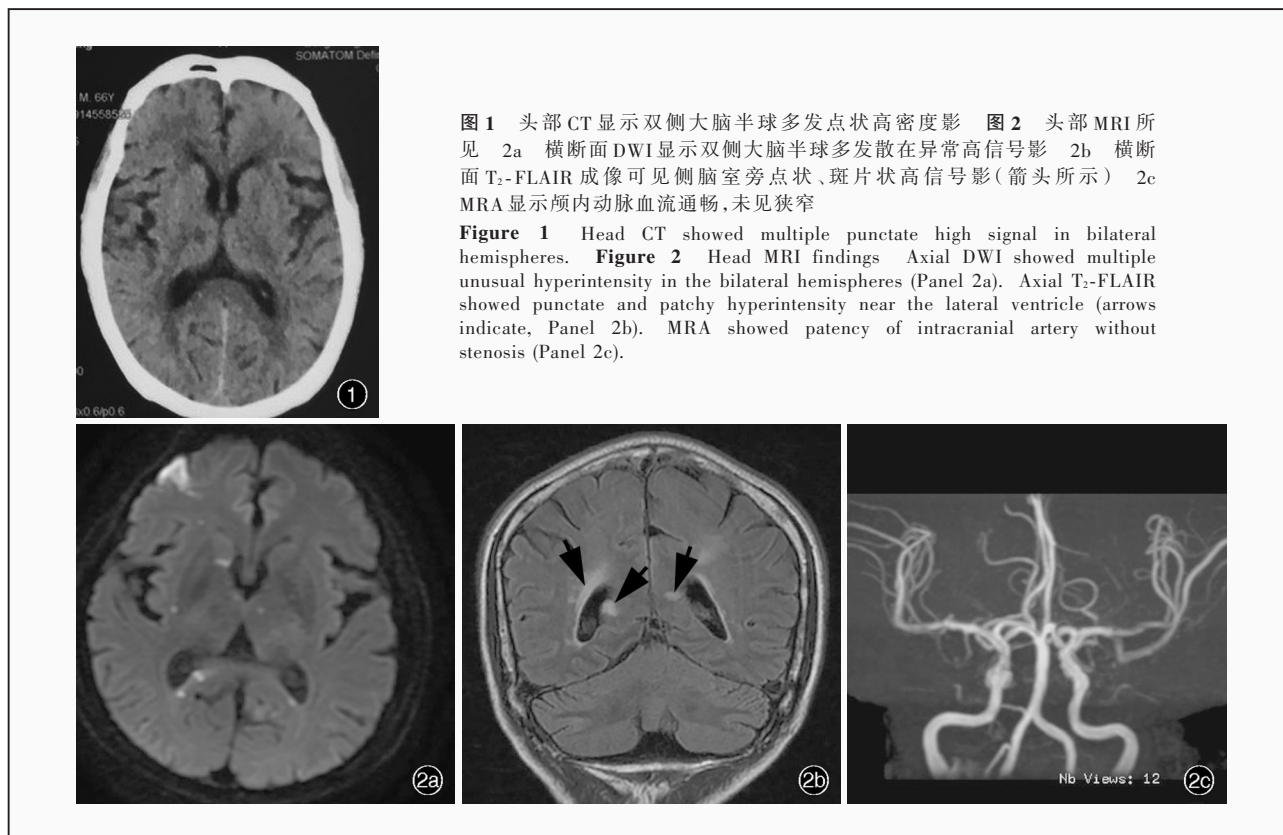 SOMATOM Defin
M. 66Y
x0.6/p0.6
1
图1 头部CT显示双侧大脑半球多发点状高密度影 图2 头部MRI所
见 2a 横断面DWI显示双侧大脑半球多发散在异常高信号影 2b 横断
面T₂-FLAIR成像可见侧脑室旁点状、斑片状高信号影(箭头所示) 2c
MRA显示颅内动脉血流通畅,未见狭窄
Figure 1 Head CT showed multiple punctate high signal in bilateral
hemispheres. Figure 2 Head MRI findings Axial DWI showed multiple
unusual hyperintensity in the bilateral hemispheres (Panel 2a). Axial T₂-FLAIR
showed punctate and patchy hyperintensity near the lateral ventricle (arrows
indicate, Panel 2b). MRA showed patency of intracranial artery without
stenosis (Panel 2c).
2a
2b
Nb Views: 12
2c